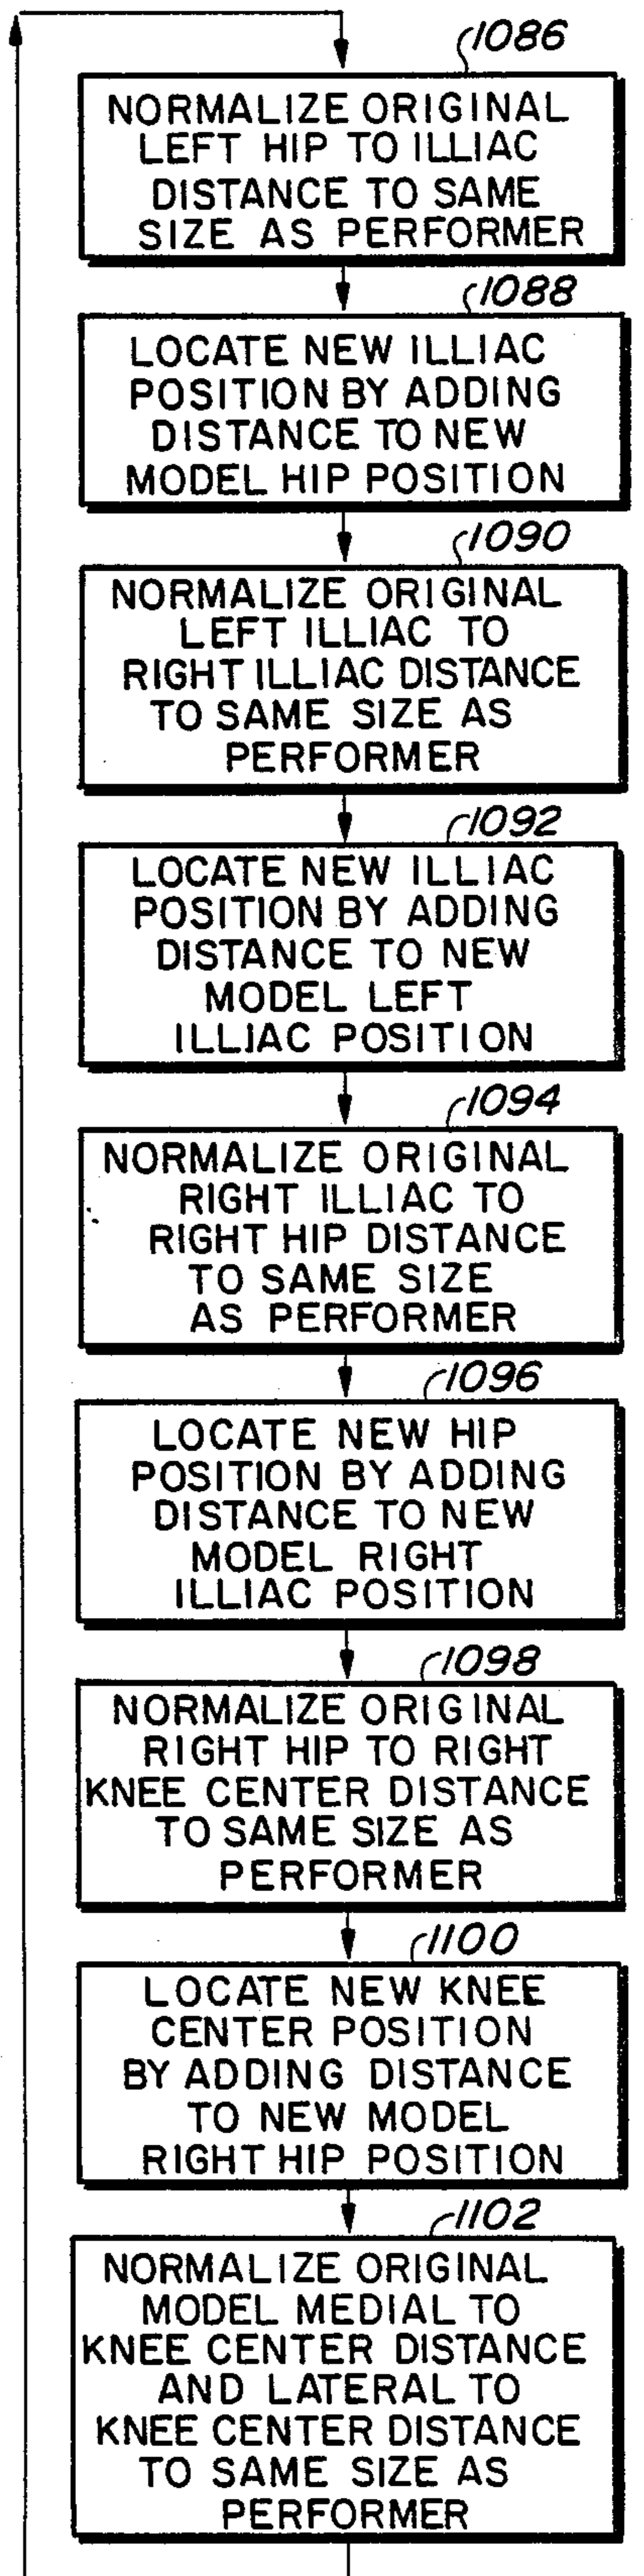 1086
NORMALIZE ORIGINAL
LEFT HIP TO ILLIAC
DISTANCE TO SAME
SIZE AS PERFORMER
1088
LOCATE NEW ILLIAC
POSITION BY ADDING
DISTANCE TO NEW
MODEL HIP POSITION
1090
NORMALIZE ORIGINAL
LEFT ILLIAC TO
RIGHT ILLIAC DISTANCE
TO SAME SIZE AS
PERFORMER
1092
LOCATE NEW ILLIAC
POSITION BY ADDING
DISTANCE TO NEW
MODEL LEFT
ILLIAC POSITION
1094
NORMALIZE ORIGINAL
RIGHT ILLIAC TO
RIGHT HIP DISTANCE
TO SAME SIZE
AS PERFORMER
1096
LOCATE NEW HIP
POSITION BY ADDING
DISTANCE TO NEW
MODEL RIGHT
ILLIAC POSITION
1098
NORMALIZE ORIGINAL
RIGHT HIP TO RIGHT
KNEE CENTER DISTANCE
TO SAME SIZE AS
PERFORMER
1100
LOCATE NEW KNEE
CENTER POSITION
BY ADDING DISTANCE
TO NEW MODEL
RIGHT HIP POSITION
1102
NORMALIZE ORIGINAL
MODEL MEDIAL TO
KNEE CENTER DISTANCE
AND LATERAL TO
KNEE CENTER DISTANCE
TO SAME SIZE AS
PERFORMER